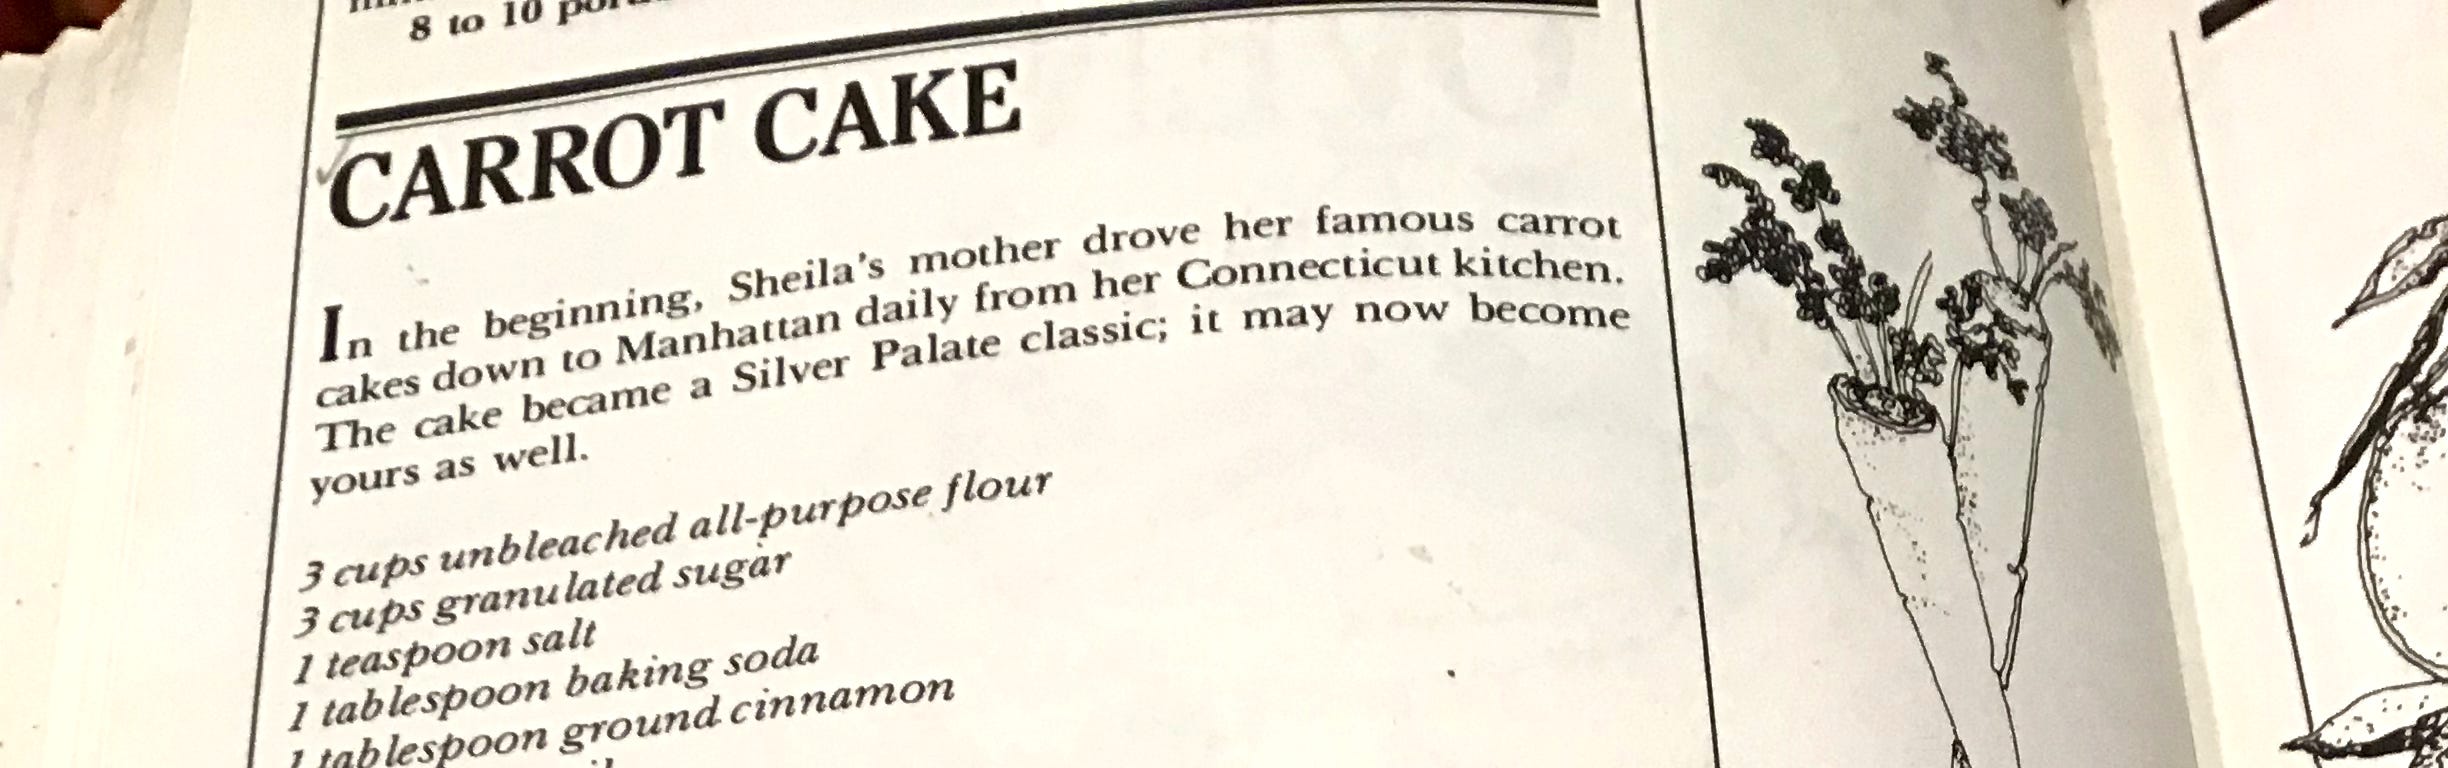 8 to 10
CARROT CAKE
In the beginning, Sheila's mother drove her famous carrot
cakes down to Manhattan daily from her Connecticut kitchen.
The cake became a Silver Palate classic; it may now become
yours as well.
3 cups unbleached all-purpose flour
3 cups granulated sugar
1 teaspoon salt
1 tablespoon baking soda
1 tablespoon ground cinnamon